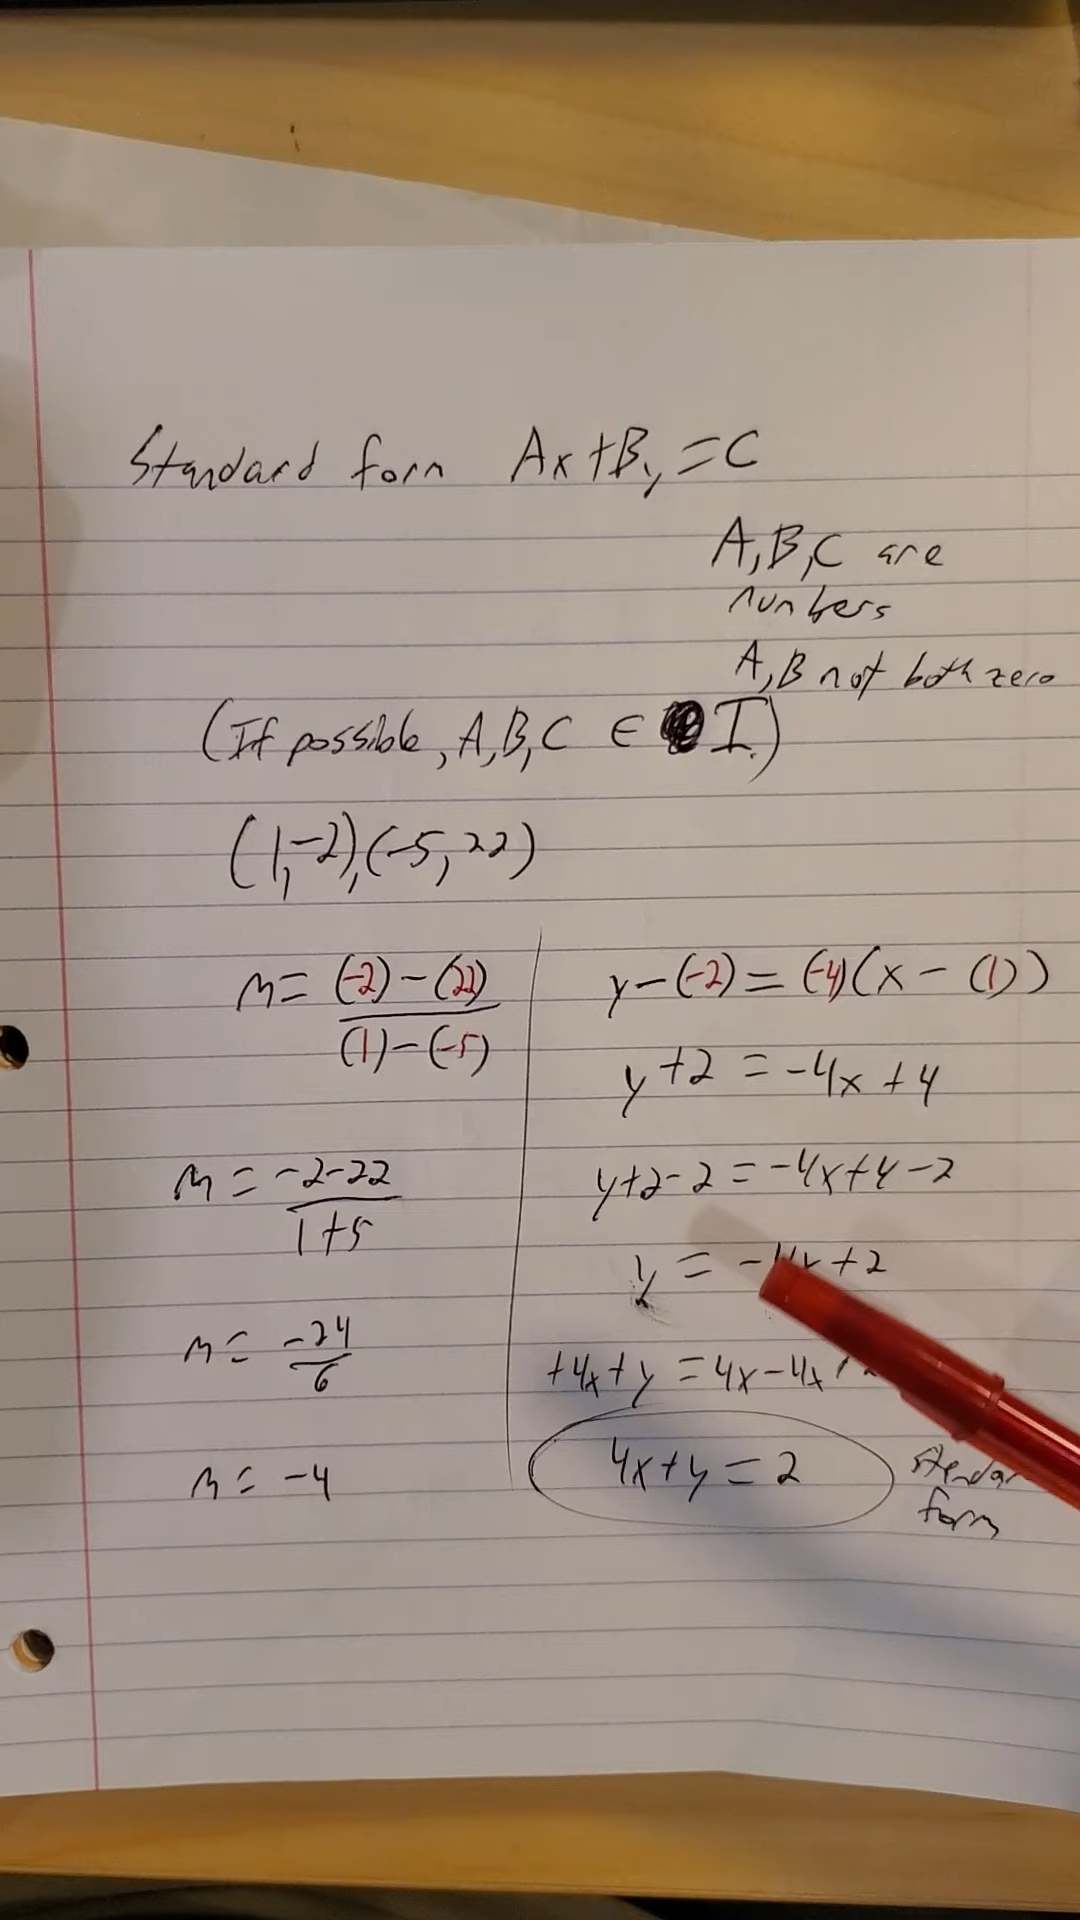 Standard form Ax+By=C
A,B,C are
numbers
A,B not both zero
(If possible, A,B,C ∈ I.)
(1,-2),(-5,22)
m= (-2)-(22)
(1)-(-5)
m= -2-22
1+5
m= -24
6
m= -4
y-(-2)=(-4)(x-(1))
y+2=-4x+4
y+2-2=-4x+4-2
y=-4x+2
+4x+y=4x-4x
4x+y=2
form